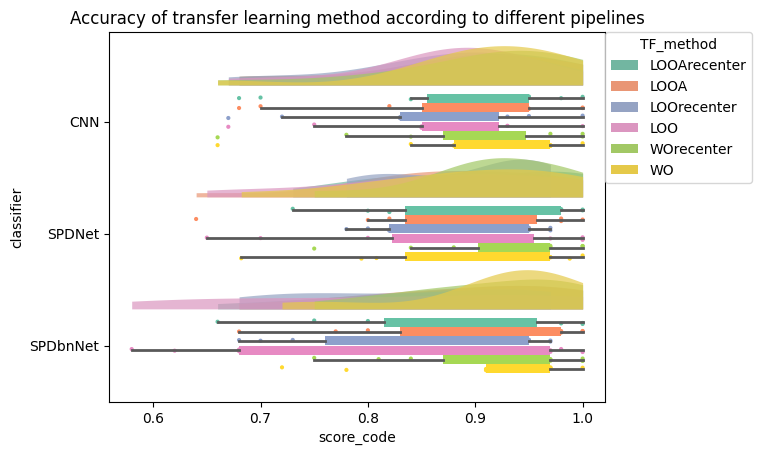 Accuracy of transfer learning method according to different pipelines
TF_method
LOOArecenter
LOOA
LOOrecenter
LOO
WOrecenter
WO
classifier
CNN
SPDNet
SPDbnNet
0.6 0.7 0.8 0.9 1.0
score_code